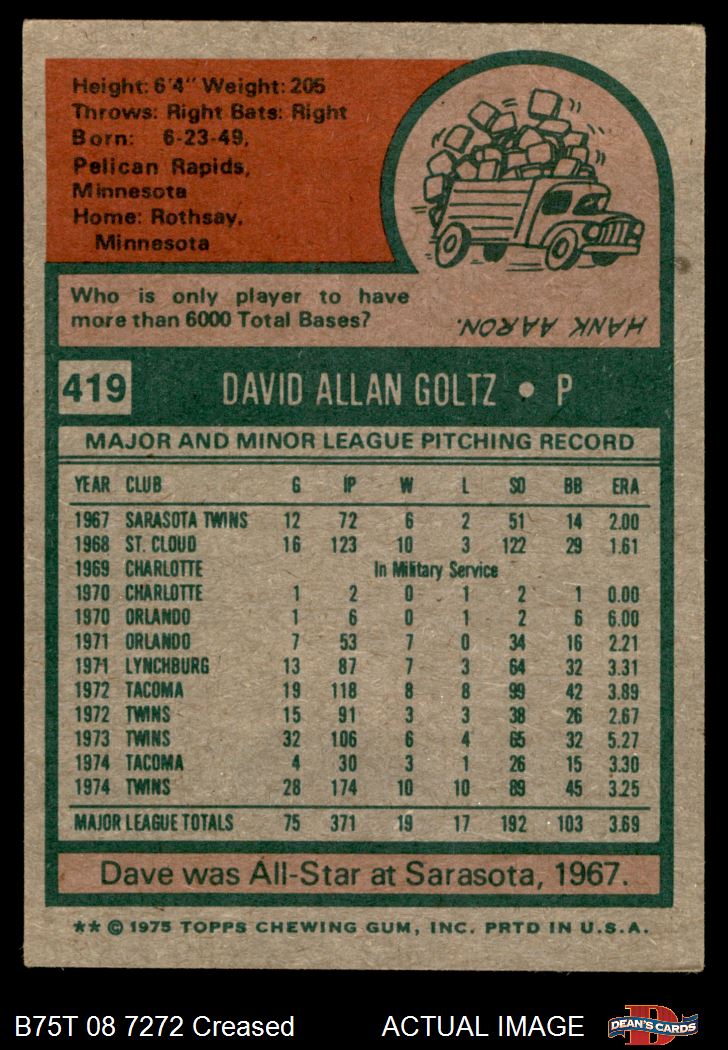 Height: 6'4" Weight: 205
Throws: Right Bats: Right
Born: 6-23-49,
Pelican Rapids,
Minnesota
Home: Rothsay,
Minnesota
Who is only player to have
more than 6000 Total Bases?
HANK AARON.
419 DAVID ALLAN GOLTZ • P
MAJOR AND MINOR LEAGUE PITCHING RECORD
YEAR CLUB G IP W L SO BB ERA
1967 SARASOTA TWINS 12 72 6 2 51 14 2.00
1968 ST. CLOUD 16 123 10 3 122 29 1.61
1969 CHARLOTTE In Military Service
1970 CHARLOTTE 1 2 0 1 2 1 0.00
1970 ORLANDO 1 6 0 1 2 6 6.00
1971 ORLANDO 7 53 7 0 34 16 2.21
1971 LYNCHBURG 13 87 7 3 64 32 3.31
1972 TACOMA 19 118 8 8 99 42 3.89
1972 TWINS 15 91 3 3 38 26 2.67
1973 TWINS 32 106 6 4 65 32 5.27
1974 TACOMA 4 30 3 1 26 15 3.30
1974 TWINS 28 174 10 10 89 45 3.25
MAJOR LEAGUE TOTALS 75 371 19 17 192 103 3.69
Dave was All-Star at Sarasota, 1967.
** © 1975 TOPPS CHEWING GUM, INC. PRTD IN U.S.A.
B75T 08 7272 Creased ACTUAL IMAGE
D
DEAN'S CARDS